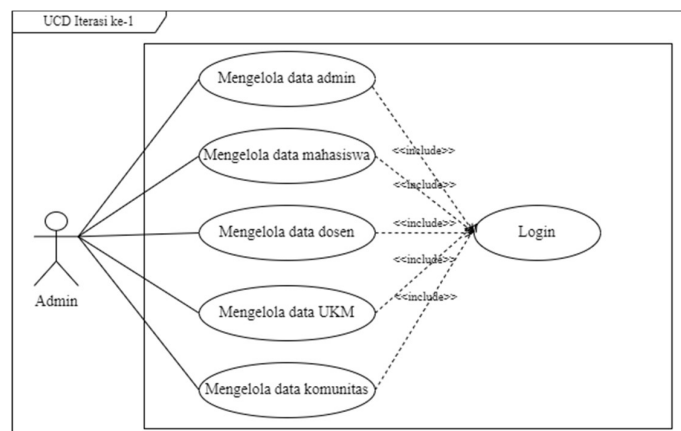 UCD Iterasi ke-1
Mengelola data admin
Mengelola data mahasiswa
<<include>>
<<include>>
Mengelola data dosen
<<include>>
Login
<<include>>
Admin
Mengelola data UKM
<<include>>
Mengelola data komunitas